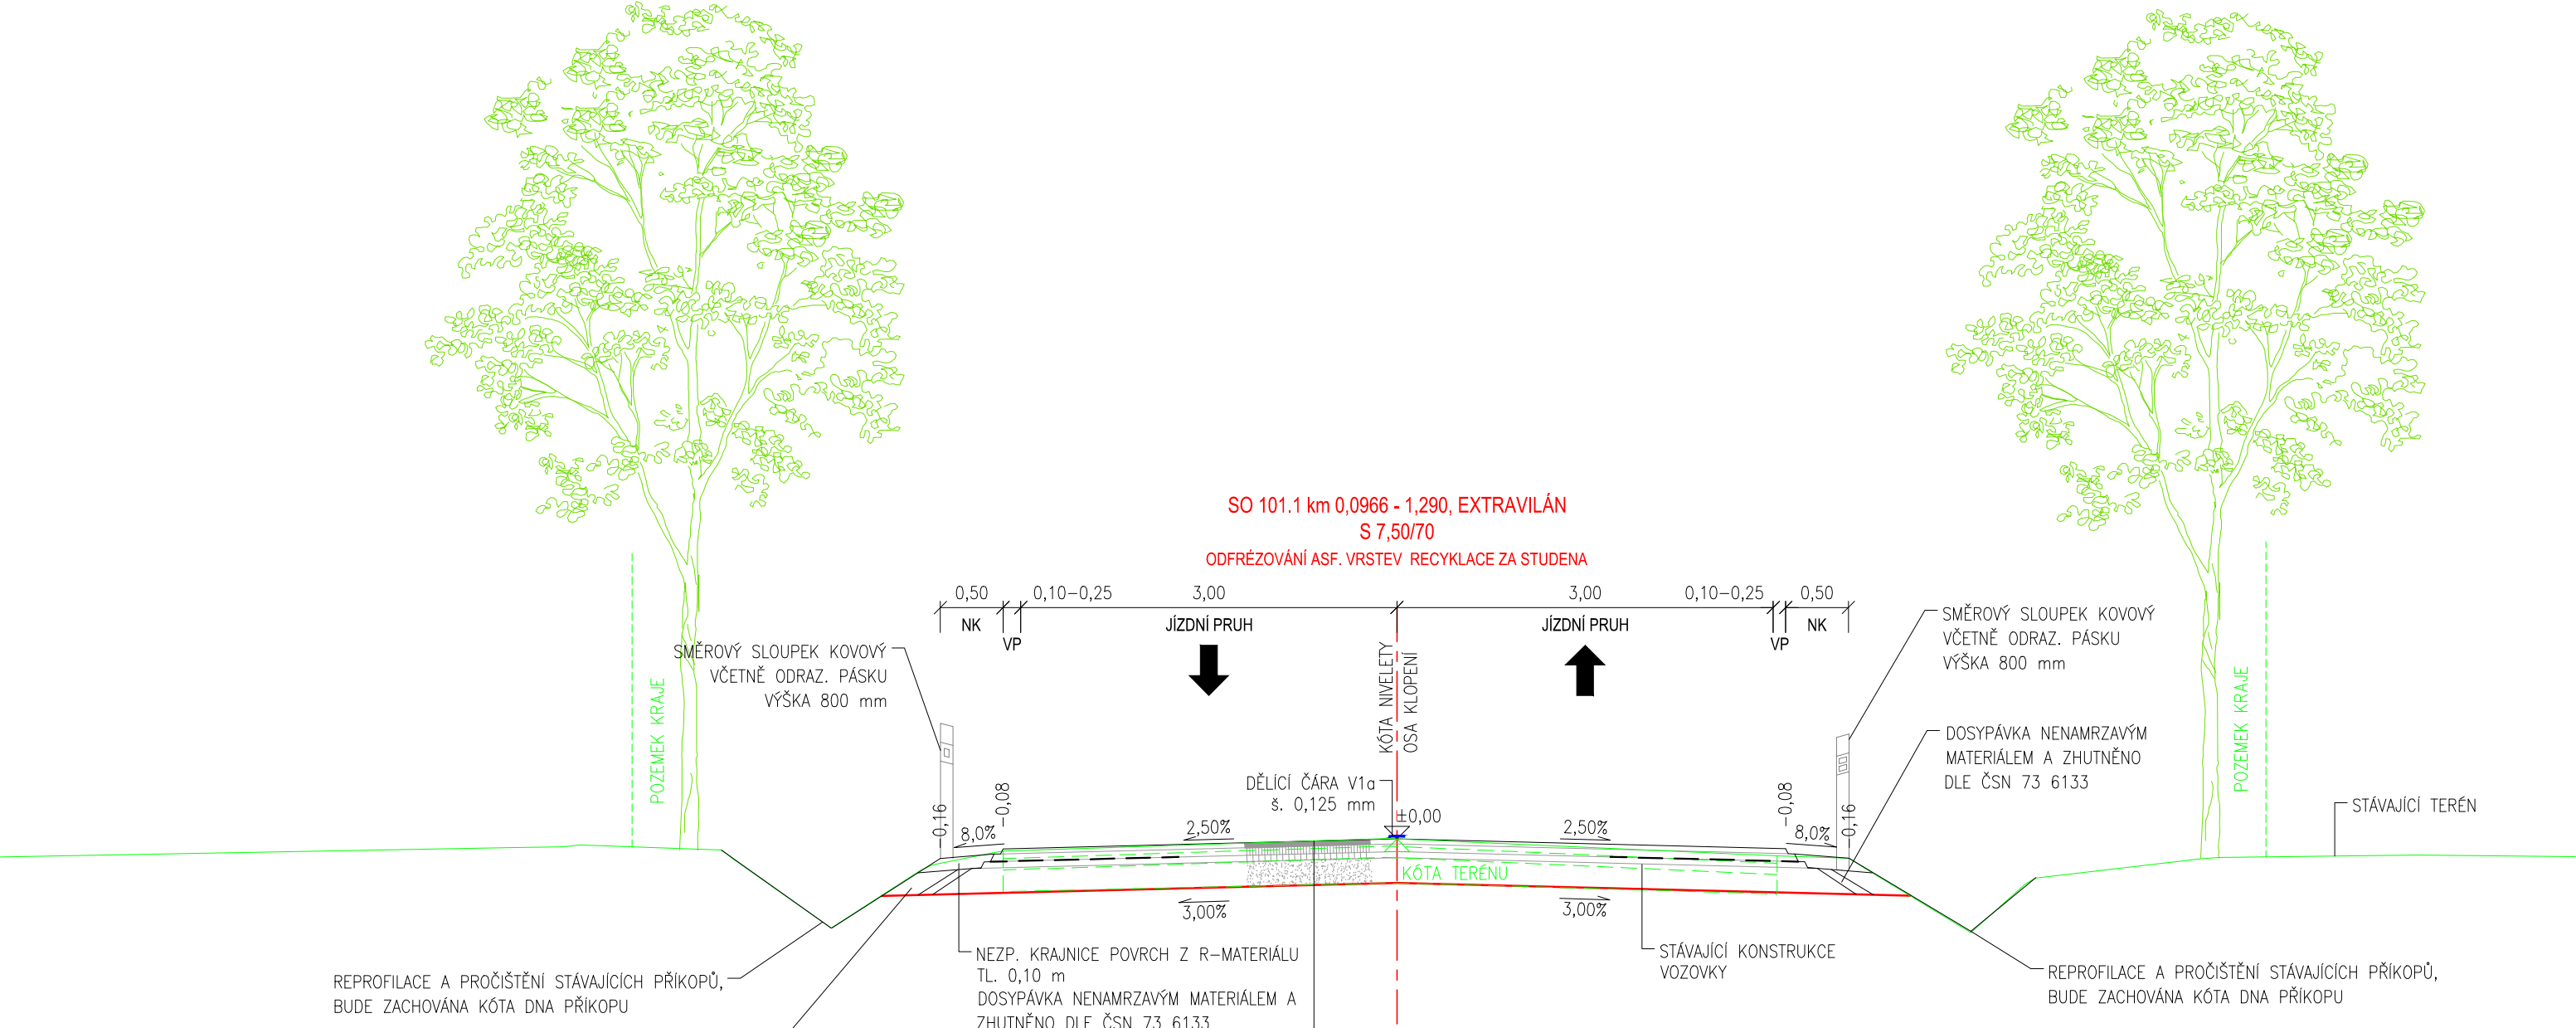 SO 101.1 km 0,0966 - 1,290, EXTRAVILÁN
S 7,50/70
ODFRÉZOVÁNÍ ASF. VRSTEV RECYKLACE ZA STUDENA
0,50
0,10-0,25
3,00
3,00
0,10-0,25
0,50
NK
VP
JÍZDNÍ PRUH
JÍZDNÍ PRUH
VP
NK
SMĚROVÝ SLOUPEK KOVOVÝ
VČETNĚ ODRAZ. PÁSKU
VÝŠKA 800 mm
SMĚROVÝ SLOUPEK KOVOVÝ
VČETNĚ ODRAZ. PÁSKU
VÝŠKA 800 mm
POZEMEK KRAJE
KÓTA NIVELETY
OSA KLOPENÍ
POZEMEK KRAJE
DOSYPÁVKA NENAMRZAVÝM
MATERIÁLEM A ZHUTNĚNO
DLE ČSN 73 6133
DĚLÍCÍ ČÁRA V1a
š. 0,125 mm
STÁVAJÍCÍ TERÉN
-0,16
-0,08
±0,00
-0,08
-0,16
8,0%
2,50%
2,50%
8,0%
KÓTA TERÉNU
3,00%
3,00%
NEZP. KRAJNICE POVRCH Z R-MATERIÁLU
TL. 0,10 m
DOSYPÁVKA NENAMRZAVÝM MATERIÁLEM A
ZHUTNĚNO DLE ČSN 73 6133
STÁVAJÍCÍ KONSTRUKCE
VOZOVKY
REPROFILACE A PROČIŠTĚNÍ STÁVAJÍCÍCH PŘÍKOPŮ,
BUDE ZACHOVÁNA KÓTA DNA PŘÍKOPU
REPROFILACE A PROČIŠTĚNÍ STÁVAJÍCÍCH PŘÍKOPŮ,
BUDE ZACHOVÁNA KÓTA DNA PŘÍKOPU